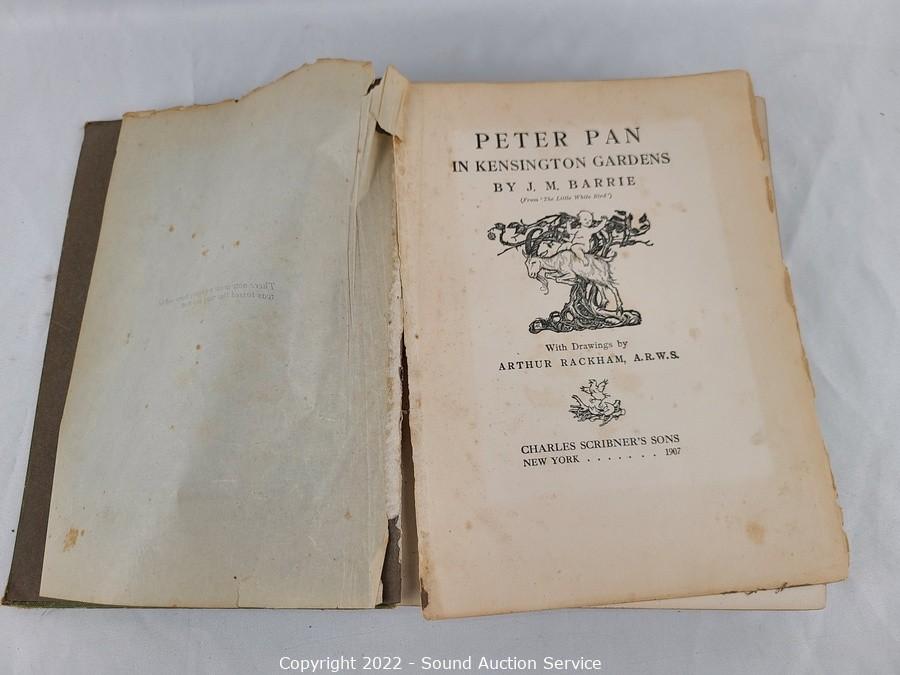 PETER PAN
IN KENSINGTON GARDENS
BY J. M. BARRIE
(From 'The Little White Bird')
With Drawings by
ARTHUR RACKHAM, A.R.W.S.
CHARLES SCRIBNER'S SONS
NEW YORK . . . . . . . 1907
Copyright 2022 - Sound Auction Service